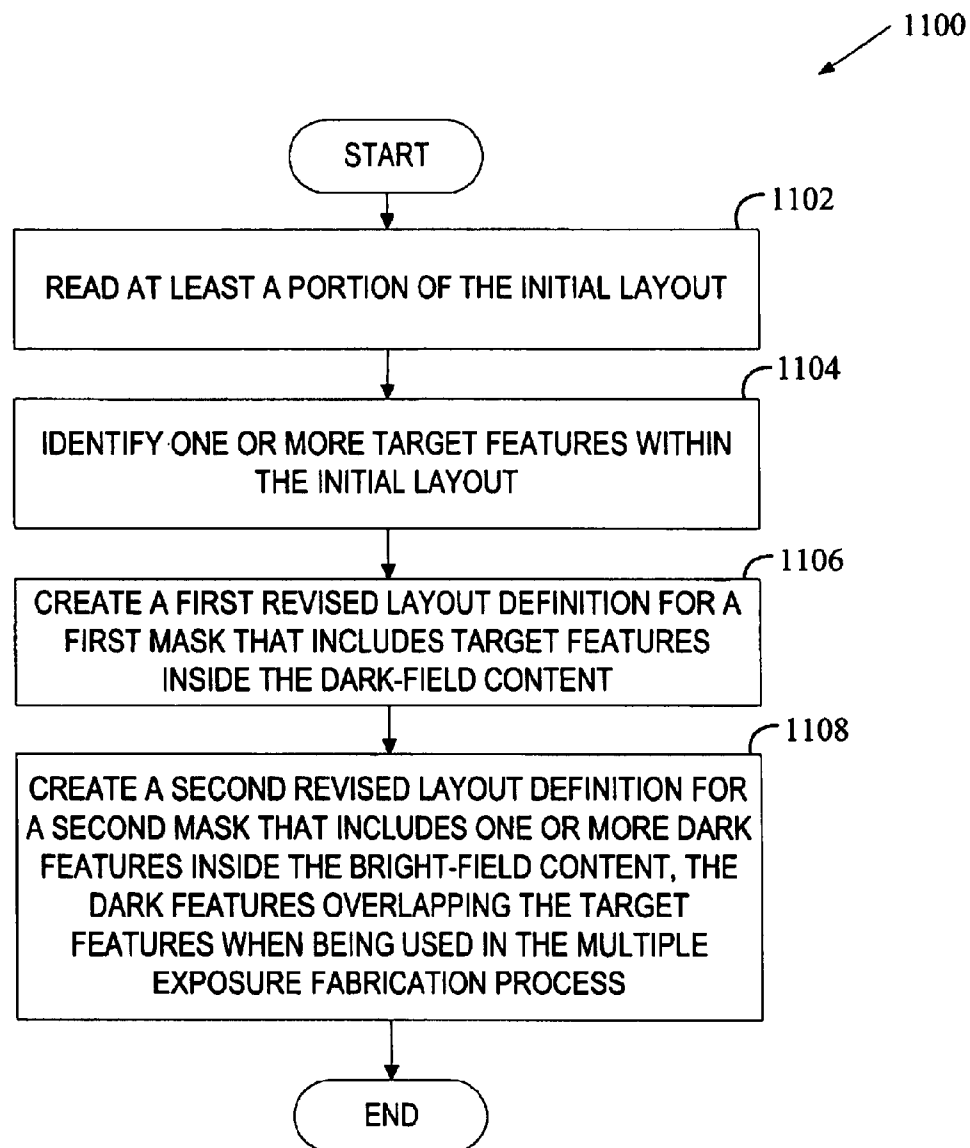 1100
START
1102
READ AT LEAST A PORTION OF THE INITIAL LAYOUT
1104
IDENTIFY ONE OR MORE TARGET FEATURES WITHIN
THE INITIAL LAYOUT
1106
CREATE A FIRST REVISED LAYOUT DEFINITION FOR A
FIRST MASK THAT INCLUDES TARGET FEATURES
INSIDE THE DARK-FIELD CONTENT
1108
CREATE A SECOND REVISED LAYOUT DEFINITION FOR
A SECOND MASK THAT INCLUDES ONE OR MORE DARK
FEATURES INSIDE THE BRIGHT-FIELD CONTENT, THE
DARK FEATURES OVERLAPPING THE TARGET
FEATURES WHEN BEING USED IN THE MULTIPLE
EXPOSURE FABRICATION PROCESS
END